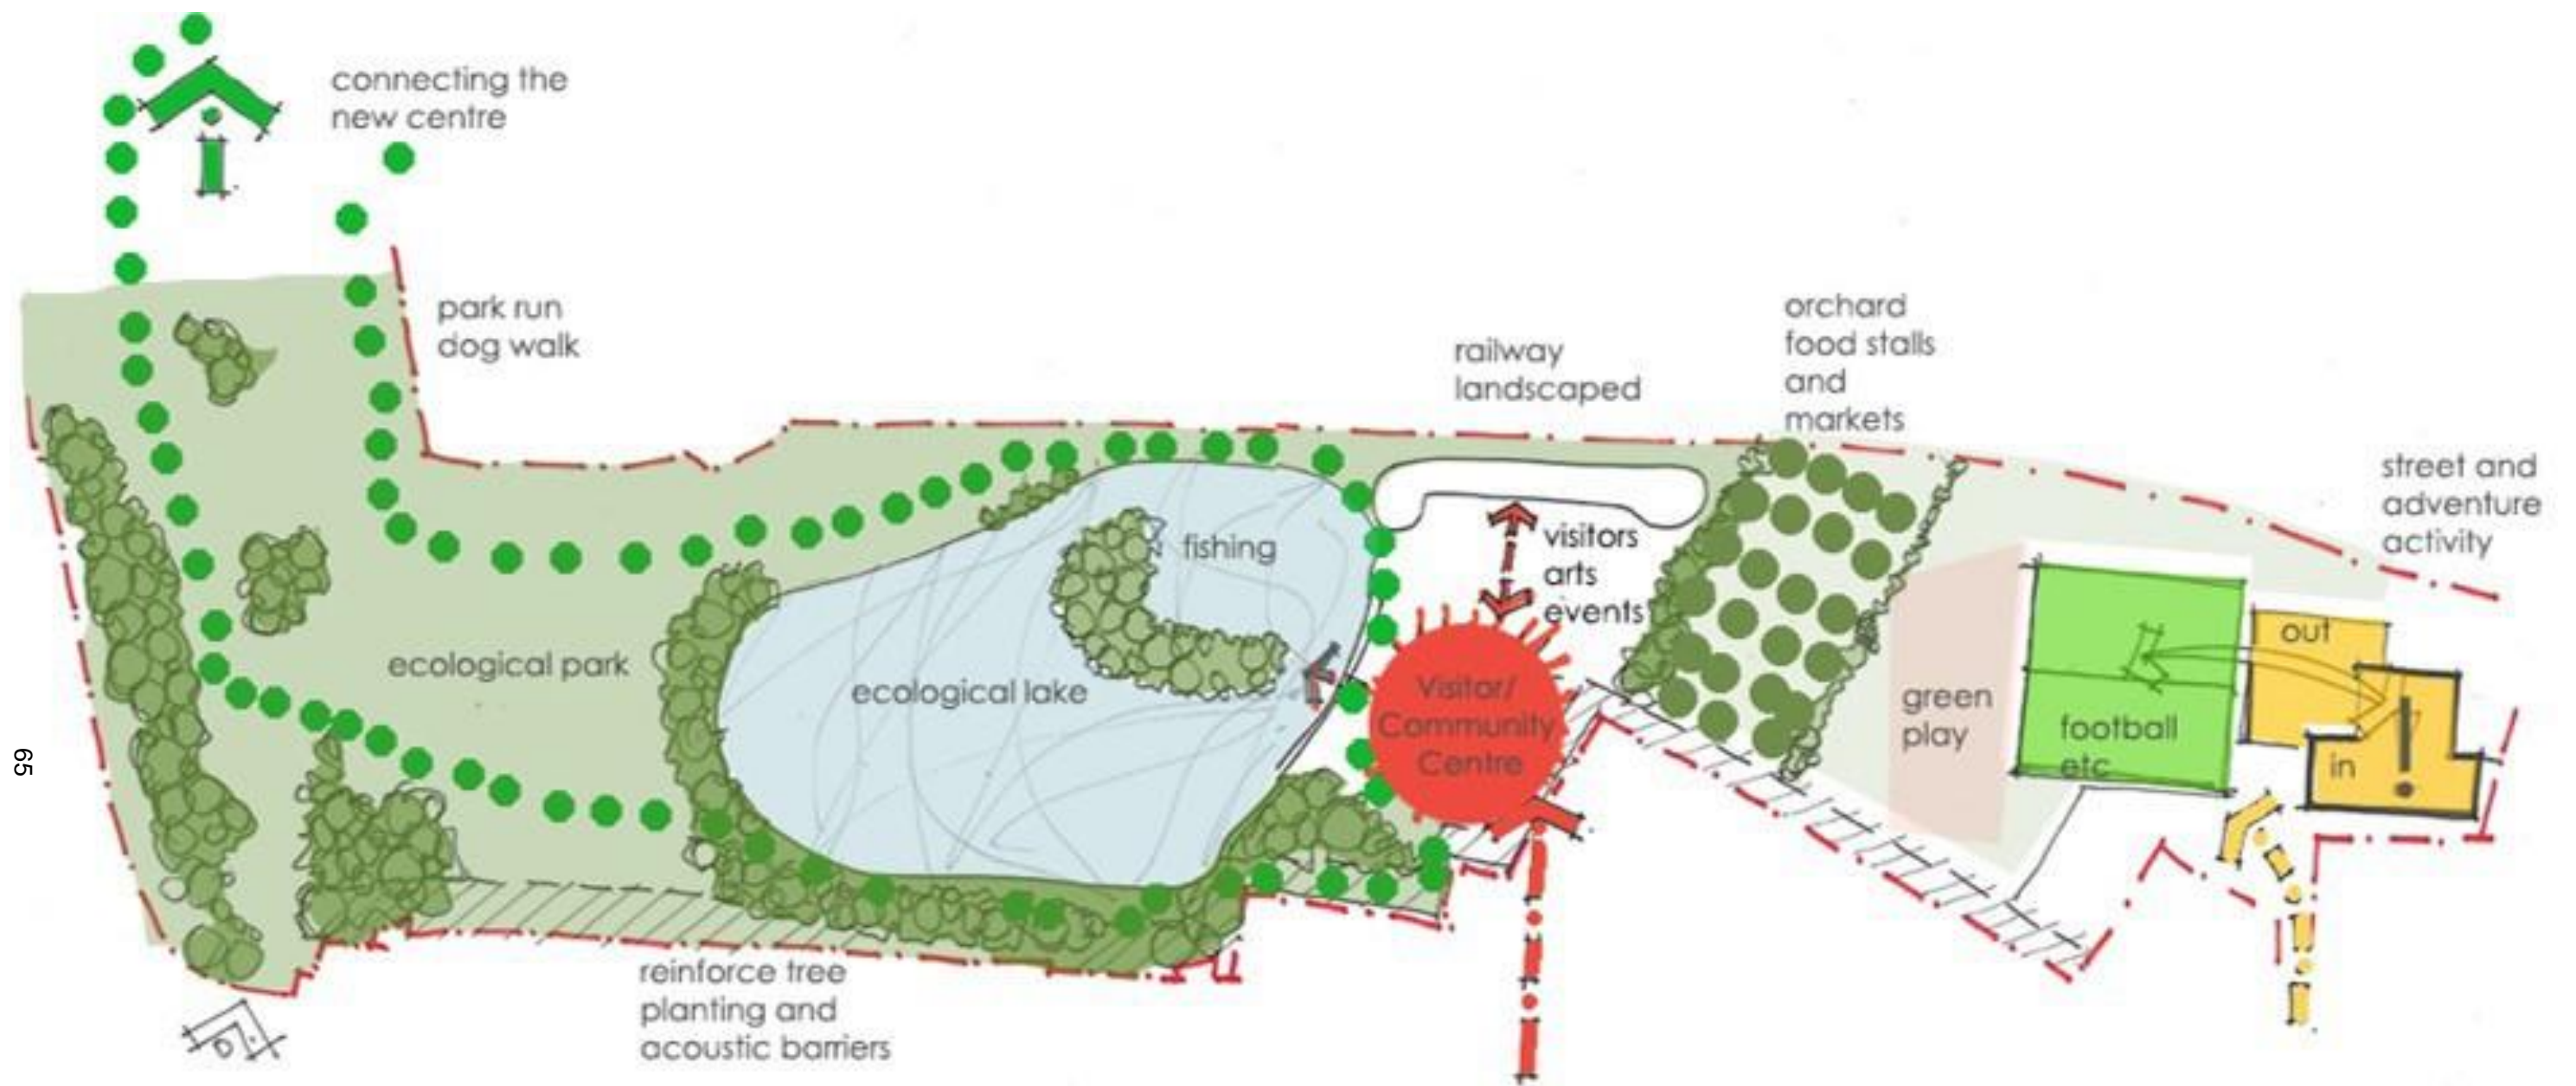 connecting the
new centre
park run
dog walk
railway
landscaped
orchard
food stalls
and
markets
street and
adventure
activity
visitors
arts
events
fishing
ecological park
ecological lake
Visitor/
Community
Centre
green
play
football
etc
out
in
reinforce tree
planting and
acoustic barriers
65